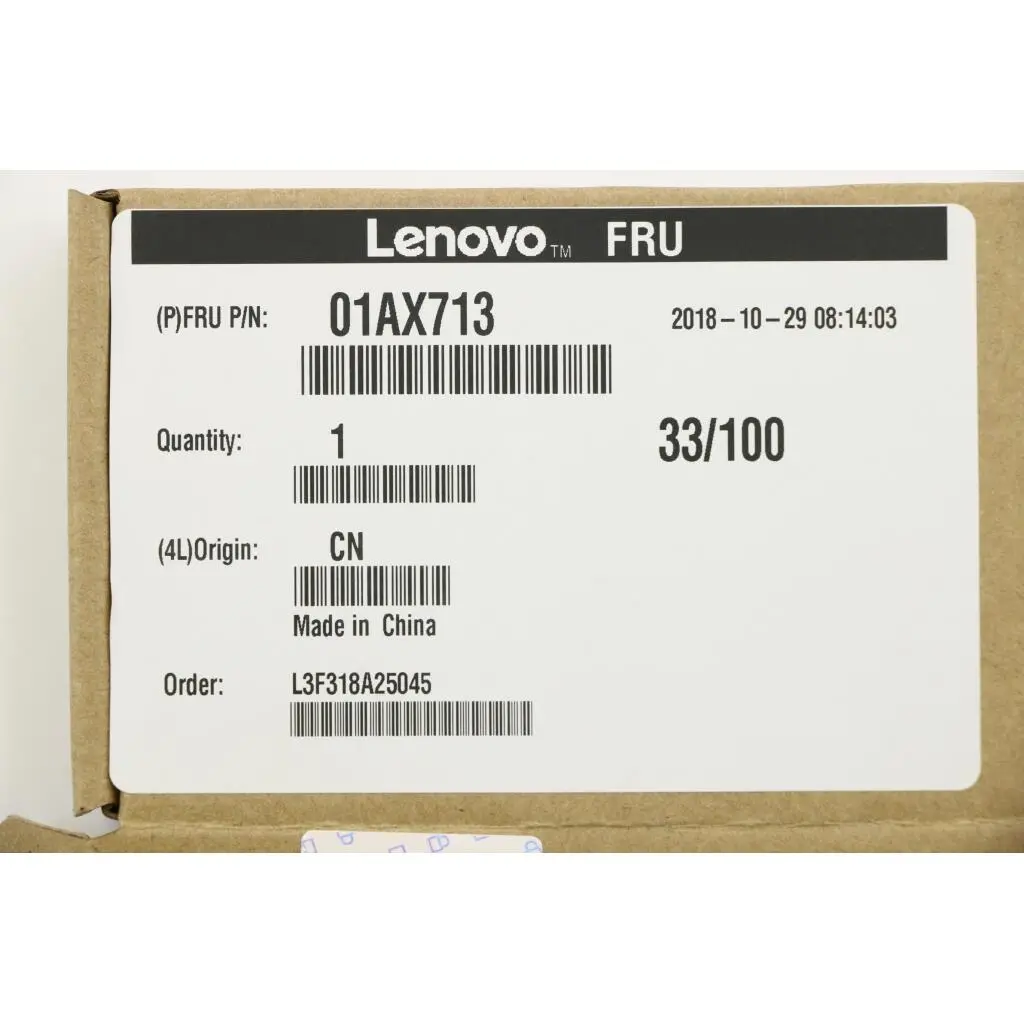 Lenovo™ FRU
(P)FRU P/N: 01AX713 2018-10-29 08:14:03
Quantity: 1 33/100
(4L)Origin: CN
Made in China
Order: L3F318A25045